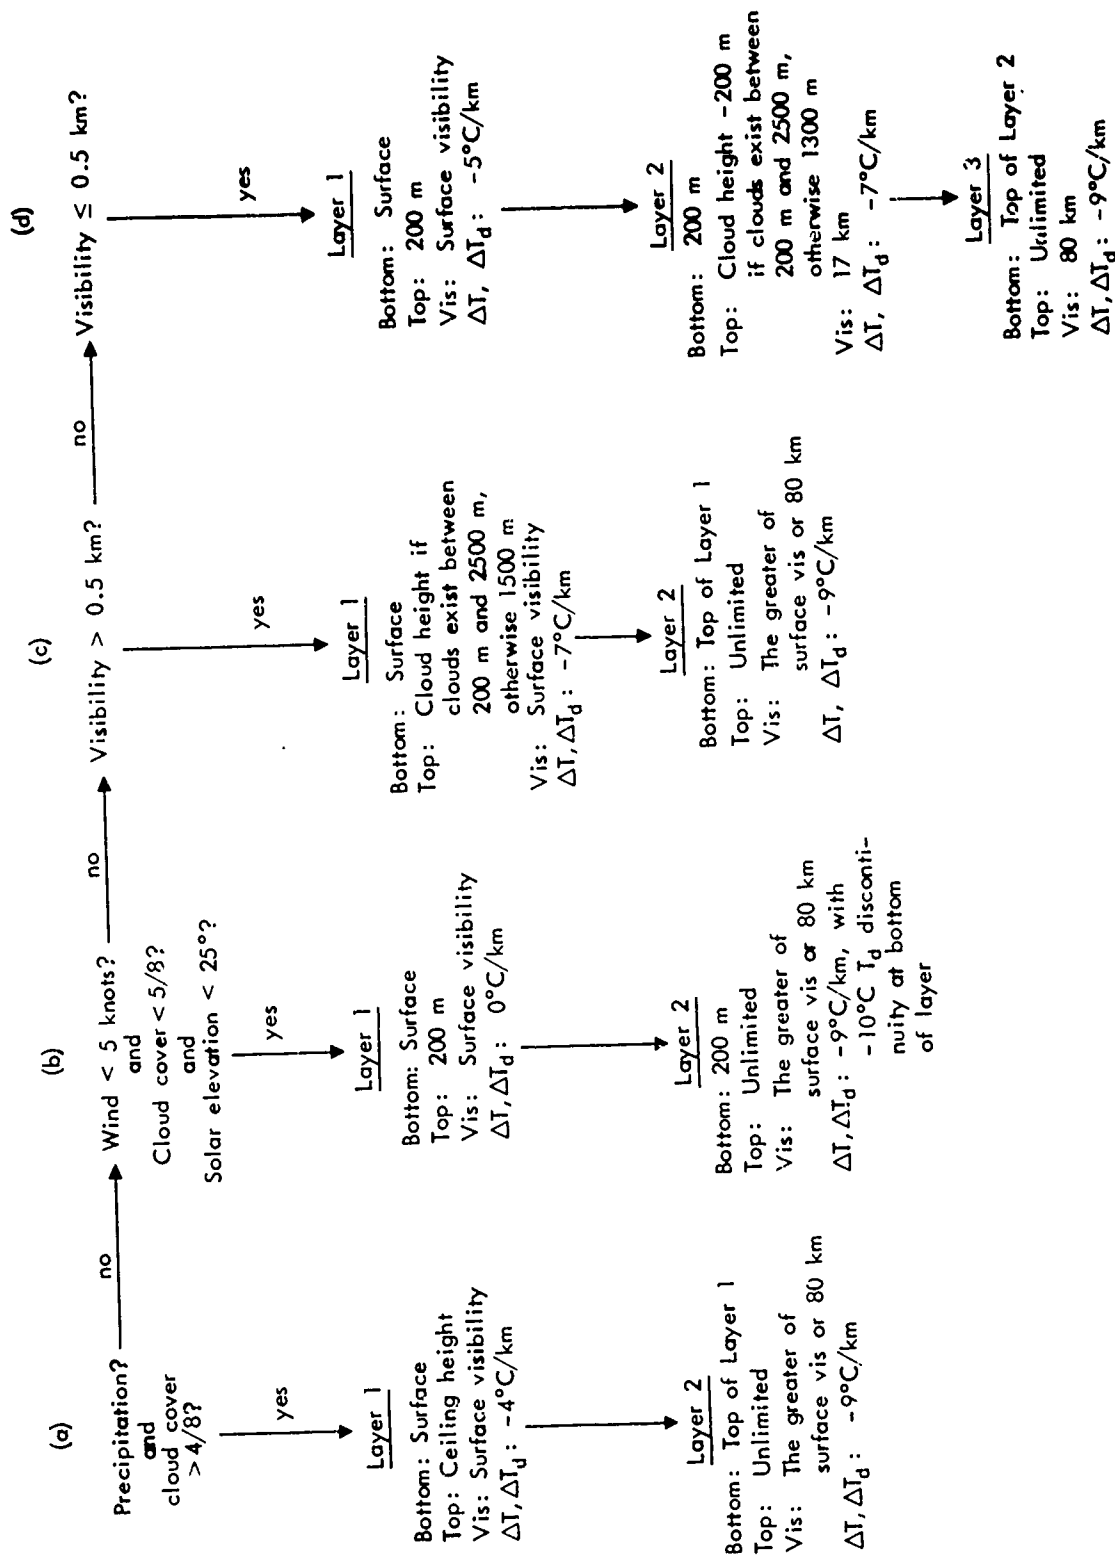 (a)
Precipitation?
and
cloud cover
> 4/8?
no
yes
Layer 1
Bottom: Surface
Top: Ceiling height
Vis: Surface visibility
ΔT, ΔTd: -4°C/km
Layer 2
Bottom: Top of Layer 1
Top: Unlimited
Vis: The greater of
surface vis or 80 km
ΔT, ΔTd: -9°C/km
(b)
Wind < 5 knots?
and
Cloud cover < 5/8?
and
Solar elevation < 25°?
no
yes
Layer 1
Bottom: Surface
Top: 200 m
Vis: Surface visibility
ΔT, ΔTd: 0°C/km
Layer 2
Bottom: 200 m
Top: Unlimited
Vis: The greater of
surface vis or 80 km
ΔT, ΔTd: -9°C/km, with
-10°C Td disconti-
nuity at bottom
of layer
(c)
Visibility > 0.5 km?
no
yes
Layer 1
Bottom: Surface
Top: Cloud height if
clouds exist between
200 m and 2500 m,
otherwise 1500 m
Vis: Surface visibility
ΔT, ΔTd: -7°C/km
Layer 2
Bottom: Top of Layer 1
Top: Unlimited
Vis: The greater of
surface vis or 80 km
ΔT, ΔTd: -9°C/km
(d)
Visibility ≤ 0.5 km?
yes
Layer 1
Bottom: Surface
Top: 200 m
Vis: Surface visibility
ΔT, ΔTd: -5°C/km
Layer 2
Bottom: 200 m
Top: Cloud height -200 m
if clouds exist between
200 m and 2500 m,
otherwise 1300 m
Vis: 17 km
ΔT, ΔTd: -7°C/km
Layer 3
Bottom: Top of Layer 2
Top: Unlimited
Vis: 80 km
ΔT, ΔTd: -9°C/km